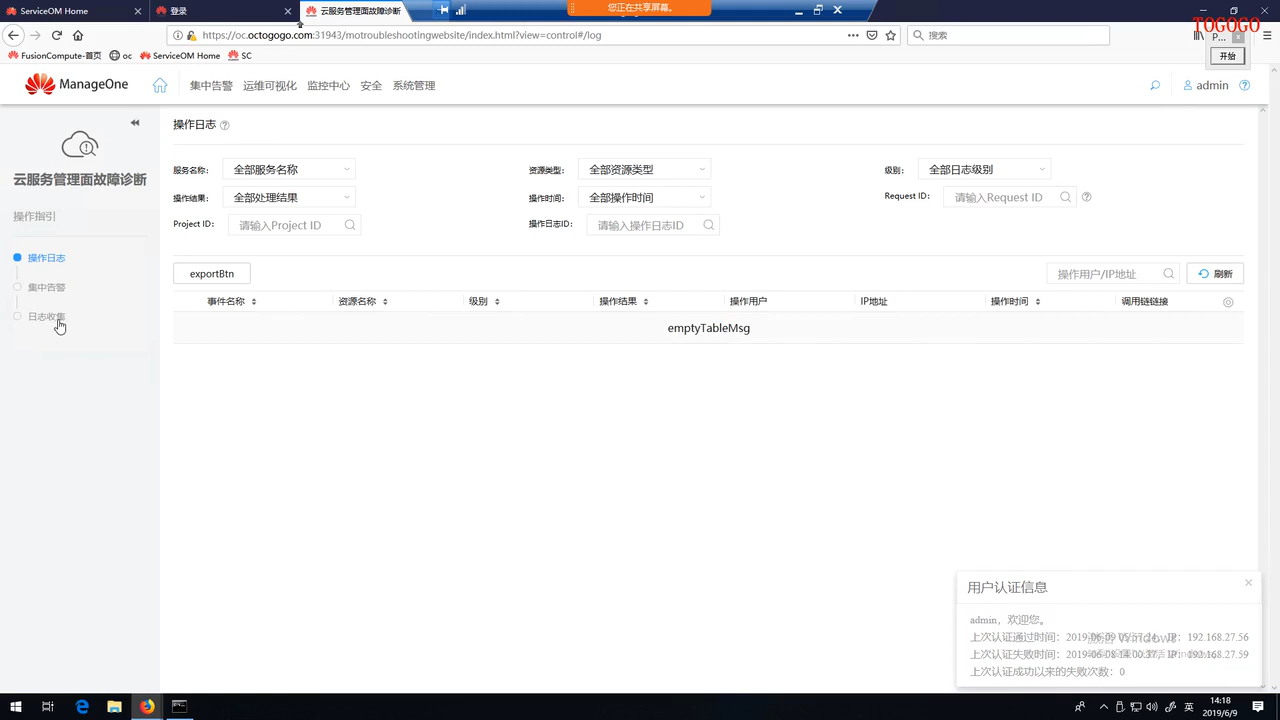 ServiceOM Home
登录
云服务管理面故障诊断
您正在共享屏幕。
TOGOGO
https://oc.octogogo.com:31943/motroubleshootingwebsite/index.html?view=control#/log
搜索
P...
开始
FusionCompute-首页
oc
ServiceOM Home
SC
ManageOne
集中告警
运维可视化
监控中心
安全
系统管理
admin
云服务管理面故障诊断
操作指引
操作日志
集中告警
日志收集
操作日志
服务名称:
全部服务名称
资源类型:
全部资源类型
级别:
全部日志级别
操作结果:
全部处理结果
操作时间:
全部操作时间
Request ID:
请输入Request ID
Project ID:
请输入Project ID
操作日志ID:
请输入操作日志ID
exportBtn
操作用户/IP地址
刷新
事件名称
资源名称
级别
操作结果
操作用户
IP地址
操作时间
调用链链接
emptyTableMsg
用户认证信息
admin，欢迎您。
上次认证通过时间：2019-06-09 IP：192.168.27.56
上次认证失败时间：2019-06-08 IP：192.168.27.59
上次认证成功以来的失败次数：0
英
14:18
2019/6/9